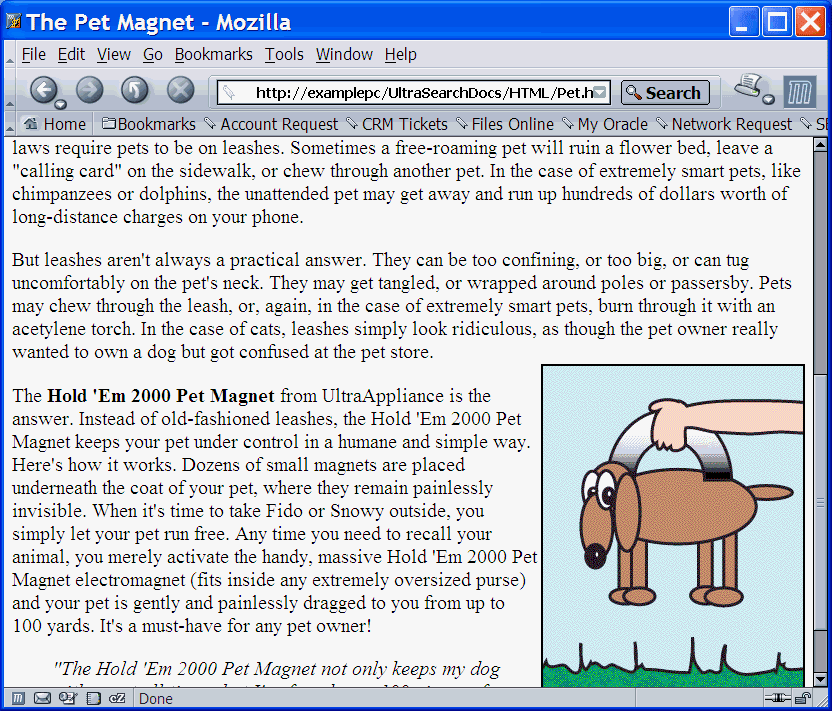 The Pet Magnet - Mozilla
File Edit View Go Bookmarks Tools Window Help
http://examplepc/UltraSearchDocs/HTML/Pet.h Search
Home Bookmarks Account Request CRM Tickets Files Online My Oracle Network Request
laws require pets to be on leashes. Sometimes a free-roaming pet will ruin a flower bed, leave a
"calling card" on the sidewalk, or chew through another pet. In the case of extremely smart pets, like
chimpanzees or dolphins, the unattended pet may get away and run up hundreds of dollars worth of
long-distance charges on your phone.
But leashes aren't always a practical answer. They can be too confining, or too big, or can tug
uncomfortably on the pet's neck. They may get tangled, or wrapped around poles or passersby. Pets
may chew through the leash, or, again, in the case of extremely smart pets, burn through it with an
acetylene torch. In the case of cats, leashes simply look ridiculous, as though the pet owner really
wanted to own a dog but got confused at the pet store.
The Hold 'Em 2000 Pet Magnet from UltraAppliance is the
answer. Instead of old-fashioned leashes, the Hold 'Em 2000 Pet
Magnet keeps your pet under control in a humane and simple way.
Here's how it works. Dozens of small magnets are placed
underneath the coat of your pet, where they remain painlessly
invisible. When it's time to take Fido or Snowy outside, you
simply let your pet run free. Any time you need to recall your
animal, you merely activate the handy, massive Hold 'Em 2000 Pet
Magnet electromagnet (fits inside any extremely oversized purse)
and your pet is gently and painlessly dragged to you from up to
100 yards. It's a must-have for any pet owner!
"The Hold 'Em 2000 Pet Magnet not only keeps my dog
Done